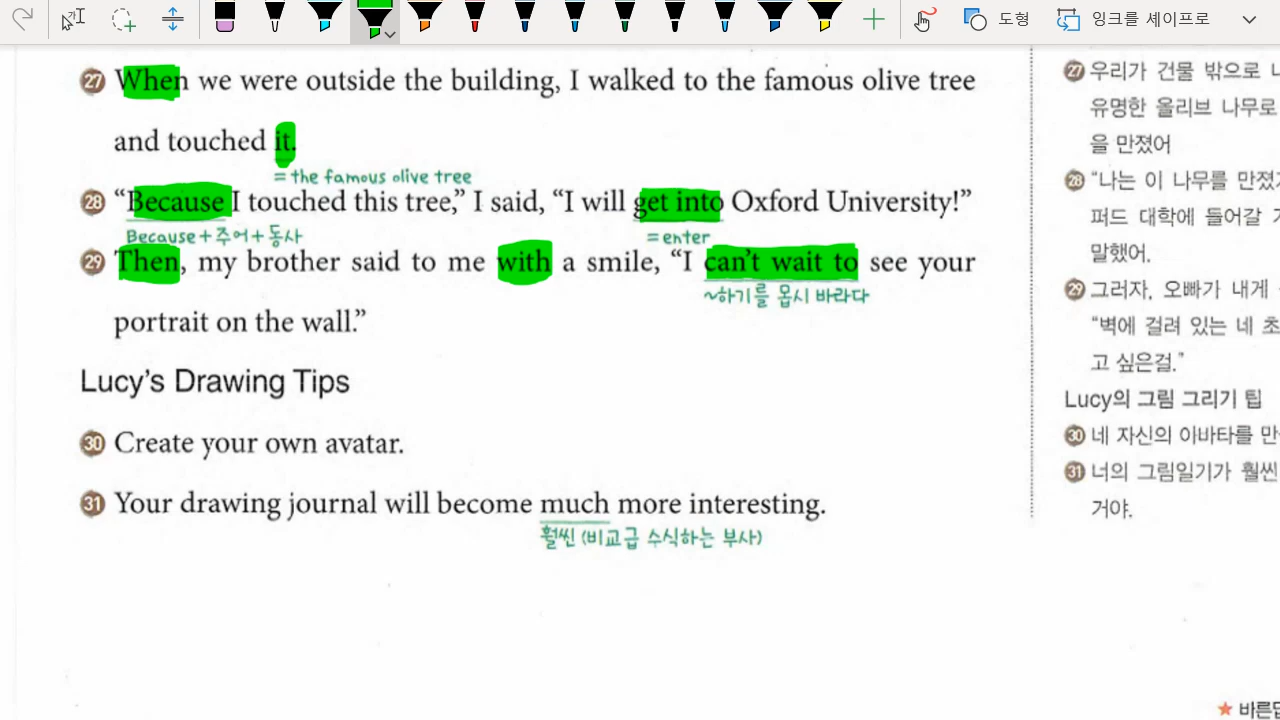 도형
잉크를 셰이프로
27 When we were outside the building, I walked to the famous olive tree
and touched it.
= the famous olive tree
28 “Because I touched this tree,” I said, “I will get into Oxford University!”
Because+주어+동사
= enter
29 Then, my brother said to me with a smile, “I can’t wait to see your
~하기를 몹시 바라다
portrait on the wall.”
Lucy’s Drawing Tips
30 Create your own avatar.
31 Your drawing journal will become much more interesting.
훨씬 (비교급 수식하는 부사)
27 우리가 건물 밖으로
유명한 올리브 나무로
을 만졌어
28 “나는 이 나무를
퍼드 대학에 들어갈
말했어.
29 그러자, 오빠가 내게
“벽에 걸려 있는 네
고 싶은걸.”
Lucy의 그림 그리기 팁
30 네 자신의 아바타를
31 너의 그림일기가 훨씬
거야.
★ 바른